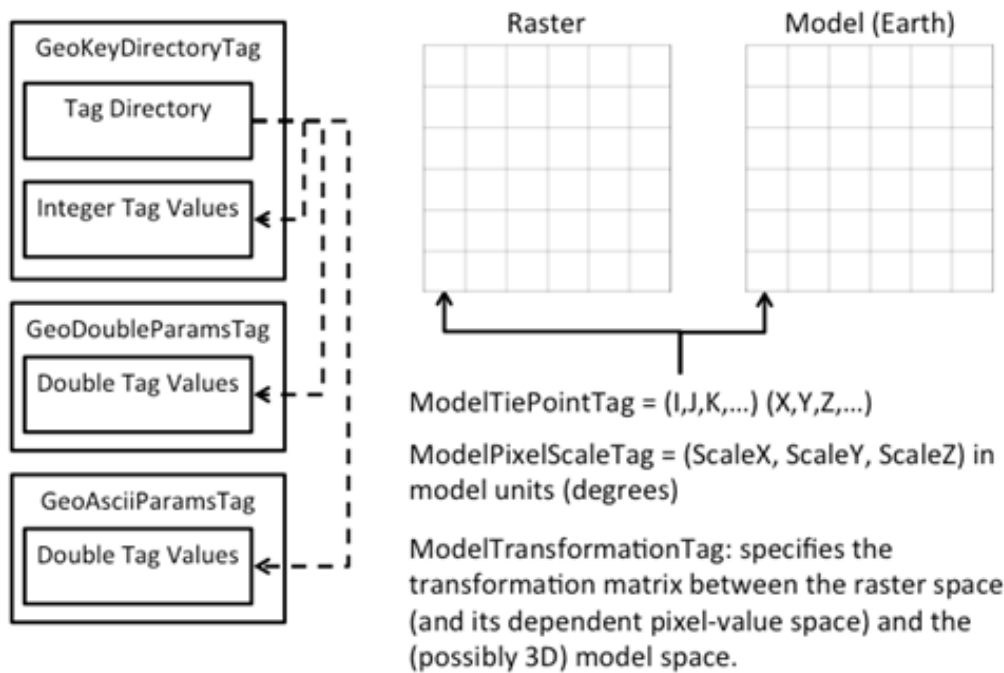 GeoKeyDirectoryTag
Tag Directory
Integer Tag Values
GeoDoubleParamsTag
Double Tag Values
GeoAsciiParamsTag
Double Tag Values
Raster
Model (Earth)
ModelTiePointTag = (I,J,K,...) (X,Y,Z,...)
ModelPixelScaleTag = (ScaleX, ScaleY, ScaleZ) in
model units (degrees)
ModelTransformationTag: specifies the
transformation matrix between the raster space
(and its dependent pixel-value space) and the
(possibly 3D) model space.